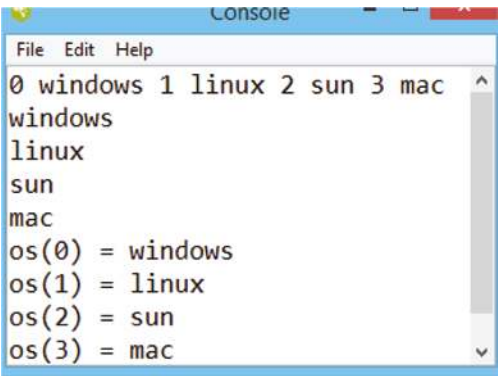 Console
File Edit Help
0 windows 1 linux 2 sun 3 mac
windows
linux
sun
mac
os(0) = windows
os(1) = linux
os(2) = sun
os(3) = mac